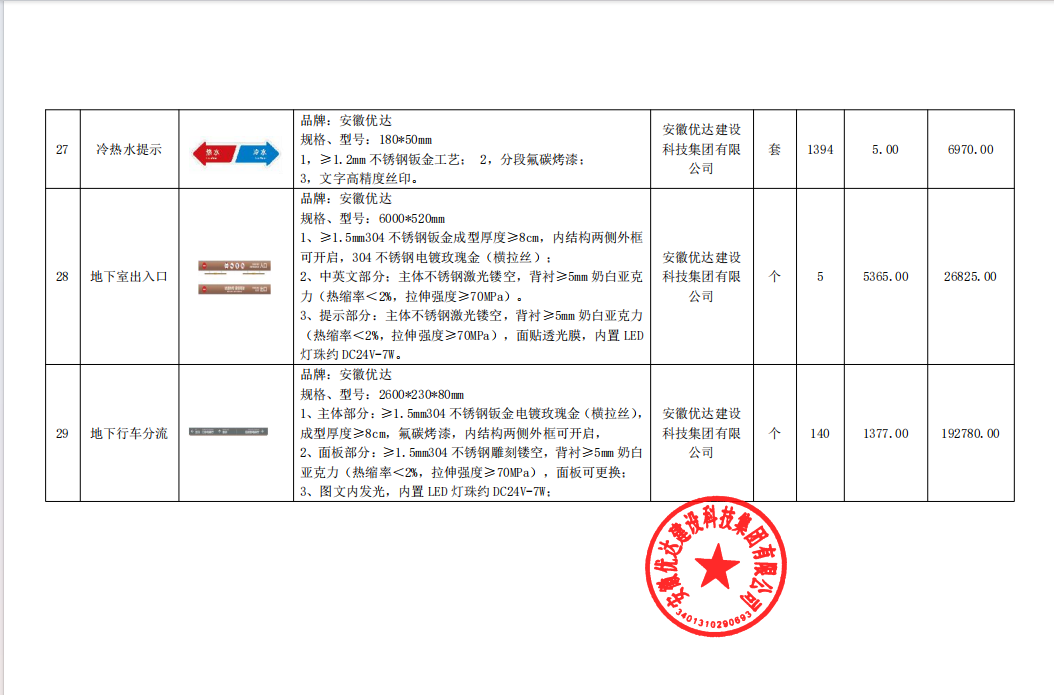 27
冷热水提示
热水
冷水
品牌：安徽优达
规格、型号：180*50mm
1，≥1.2mm 不锈钢钣金工艺； 2，分段氟碳烤漆；
3，文字高精度丝印。
安徽优达建设
科技集团有限
公司
套
1394
5.00
6970.00
28
地下室出入口
品牌：安徽优达
规格、型号：6000*520mm
1、≥1.5mm304 不锈钢钣金成型厚度≥8cm，内结构两侧外框
可开启，304 不锈钢电镀玫瑰金（横拉丝）；
2、中英文部分；主体不锈钢激光镂空，背衬≥5mm 奶白亚克
力（热缩率＜2%，拉伸强度≥70MPa）。
3、提示部分：主体不锈钢激光镂空，背衬≥5mm 奶白亚克力
（热缩率＜2%，拉伸强度≥70MPa），面贴透光膜，内置 LED
灯珠约 DC24V-7W。
安徽优达建设
科技集团有限
公司
个
5
5365.00
26825.00
29
地下行车分流
品牌：安徽优达
规格、型号：2600*230*80mm
1、主体部分：≥1.5mm304 不锈钢钣金电镀玫瑰金（横拉丝），
成型厚度≥8cm，氟碳烤漆，内结构两侧外框可开启，
2、面板部分：≥1.5mm304 不锈钢雕刻镂空，背衬≥5mm 奶白
亚克力（热缩率＜2%，拉伸强度≥70MPa），面板可更换；
3、图文内发光，内置 LED 灯珠约 DC24V-7W；
安徽优达建设
科技集团有限
公司
个
140
1377.00
192780.00
安徽优达建设科技集团有限公司
3401310290693